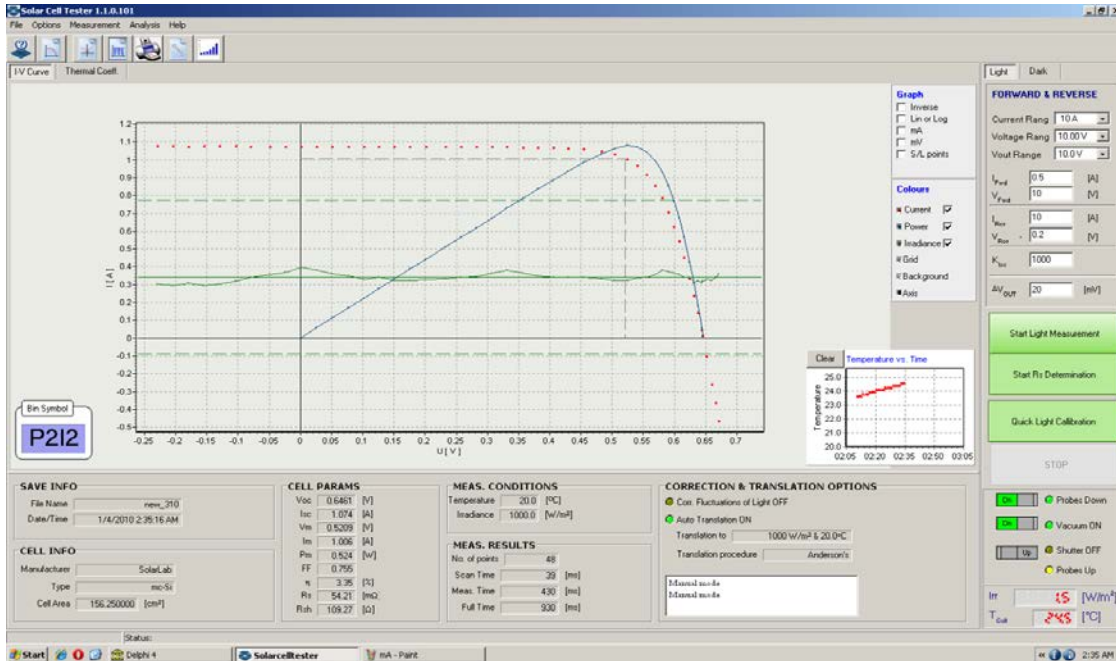 Solar Cell Tester 1.1.0.101
File Options Measurement Analysis Help
I-V Curve Thermal Coeff.
Light Dark
Graph
Inverse
Lin or Log
mA
mV
S/L points
Colours
Current
Power
Irradiance
Grid
Background
Axis
1.2
1.1
1
0.9
0.8
0.7
0.6
0.5
0.4
0.3
0.2
0.1
0
-0.1
-0.2
-0.3
-0.4
-0.5
I [ A ]
-0.25 -0.2 -0.15 -0.1 -0.05 0 0.05 0.1 0.15 0.2 0.25 0.3 0.35 0.4 0.45 0.5 0.55 0.6 0.65 0.7
U [ V ]
Bin Symbol
P2I2
Clear Temperature vs. Time
Temperature
25.0
24.0
23.0
22.0
21.0
20.0
02:05 02:20 02:35 02:50 03:05
FORWARD & REVERSE
Current Rang 10 A
Voltage Rang 10.00 V
Vout Range 10.0 V
I Fwd 0.5 [A]
V Fwd 10 [V]
10 [A]
- 0.2 [V]
1000
ΔV OUT 20 [mV]
Start Light Measurement
Start Rs Determination
Quick Light Calibration
STOP
On Probes Down
On Vacuum ON
Up Shutter OFF
Probes Up
Irr 1.5 [W/m²]
T Cell 24.5 [°C]
SAVE INFO
File Name new_310
Date/Time 1/4/2010 2:35:16 AM
CELL INFO
Manufacturer SolarLab
Type mc-Si
Cell Area 156.250000 [cm²]
CELL PARAMS
Voc 0.6461 [V]
Isc 1.074 [A]
Vm 0.5209 [V]
Im 1.006 [A]
Pm 0.524 [W]
FF 0.755
η 3.35 [%]
Rs 54.21 [mΩ]
Rsh 109.27 [Ω]
MEAS. CONDITIONS
Temperature 20.0 [ºC]
Irradiance 1000.0 [W/m²]
MEAS. RESULTS
No. of points 48
Scan Time 39 [ms]
Meas. Time 430 [ms]
Full Time 930 [ms]
CORRECTION & TRANSLATION OPTIONS
Corr. Fluctuations of Light OFF
Auto Translation ON
Translation to 1000 W/m² & 20.0ºC
Translation procedure Anderson's
Manual mode
Manual mode
Status:
Start Delphi 4 Solarcelltester mA - Paint 2:35 AM